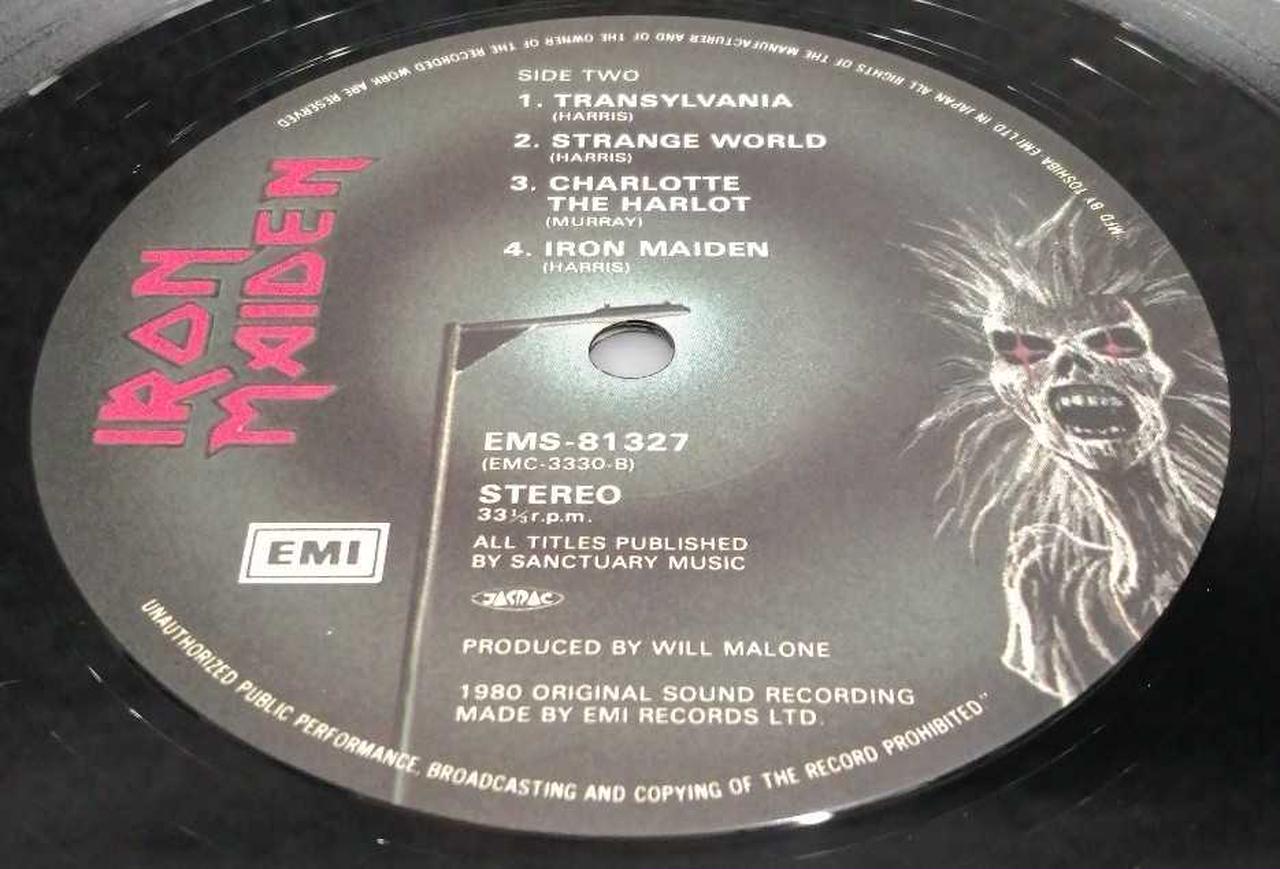 "MFD BY TOSHIBA EMI LTD IN JAPAN ALL RIGHTS OF THE MANUFACTURER AND OF THE OWNER OF THE RECORDED WORK ARE RESERVED
SIDE TWO
1. TRANSYLVANIA
(HARRIS)
2. STRANGE WORLD
(HARRIS)
3. CHARLOTTE
THE HARLOT
(MURRAY)
4. IRON MAIDEN
(HARRIS)
IRON
MAIDEN
EMS-81327
(EMC-3330-B)
STEREO
33⅓ r.p.m.
EMI
ALL TITLES PUBLISHED
BY SANCTUARY MUSIC
JASRAC
PRODUCED BY WILL MALONE
1980 ORIGINAL SOUND RECORDING
MADE BY EMI RECORDS LTD.
UNAUTHORIZED PUBLIC PERFORMANCE, BROADCASTING AND COPYING OF THE RECORD PROHIBITED"